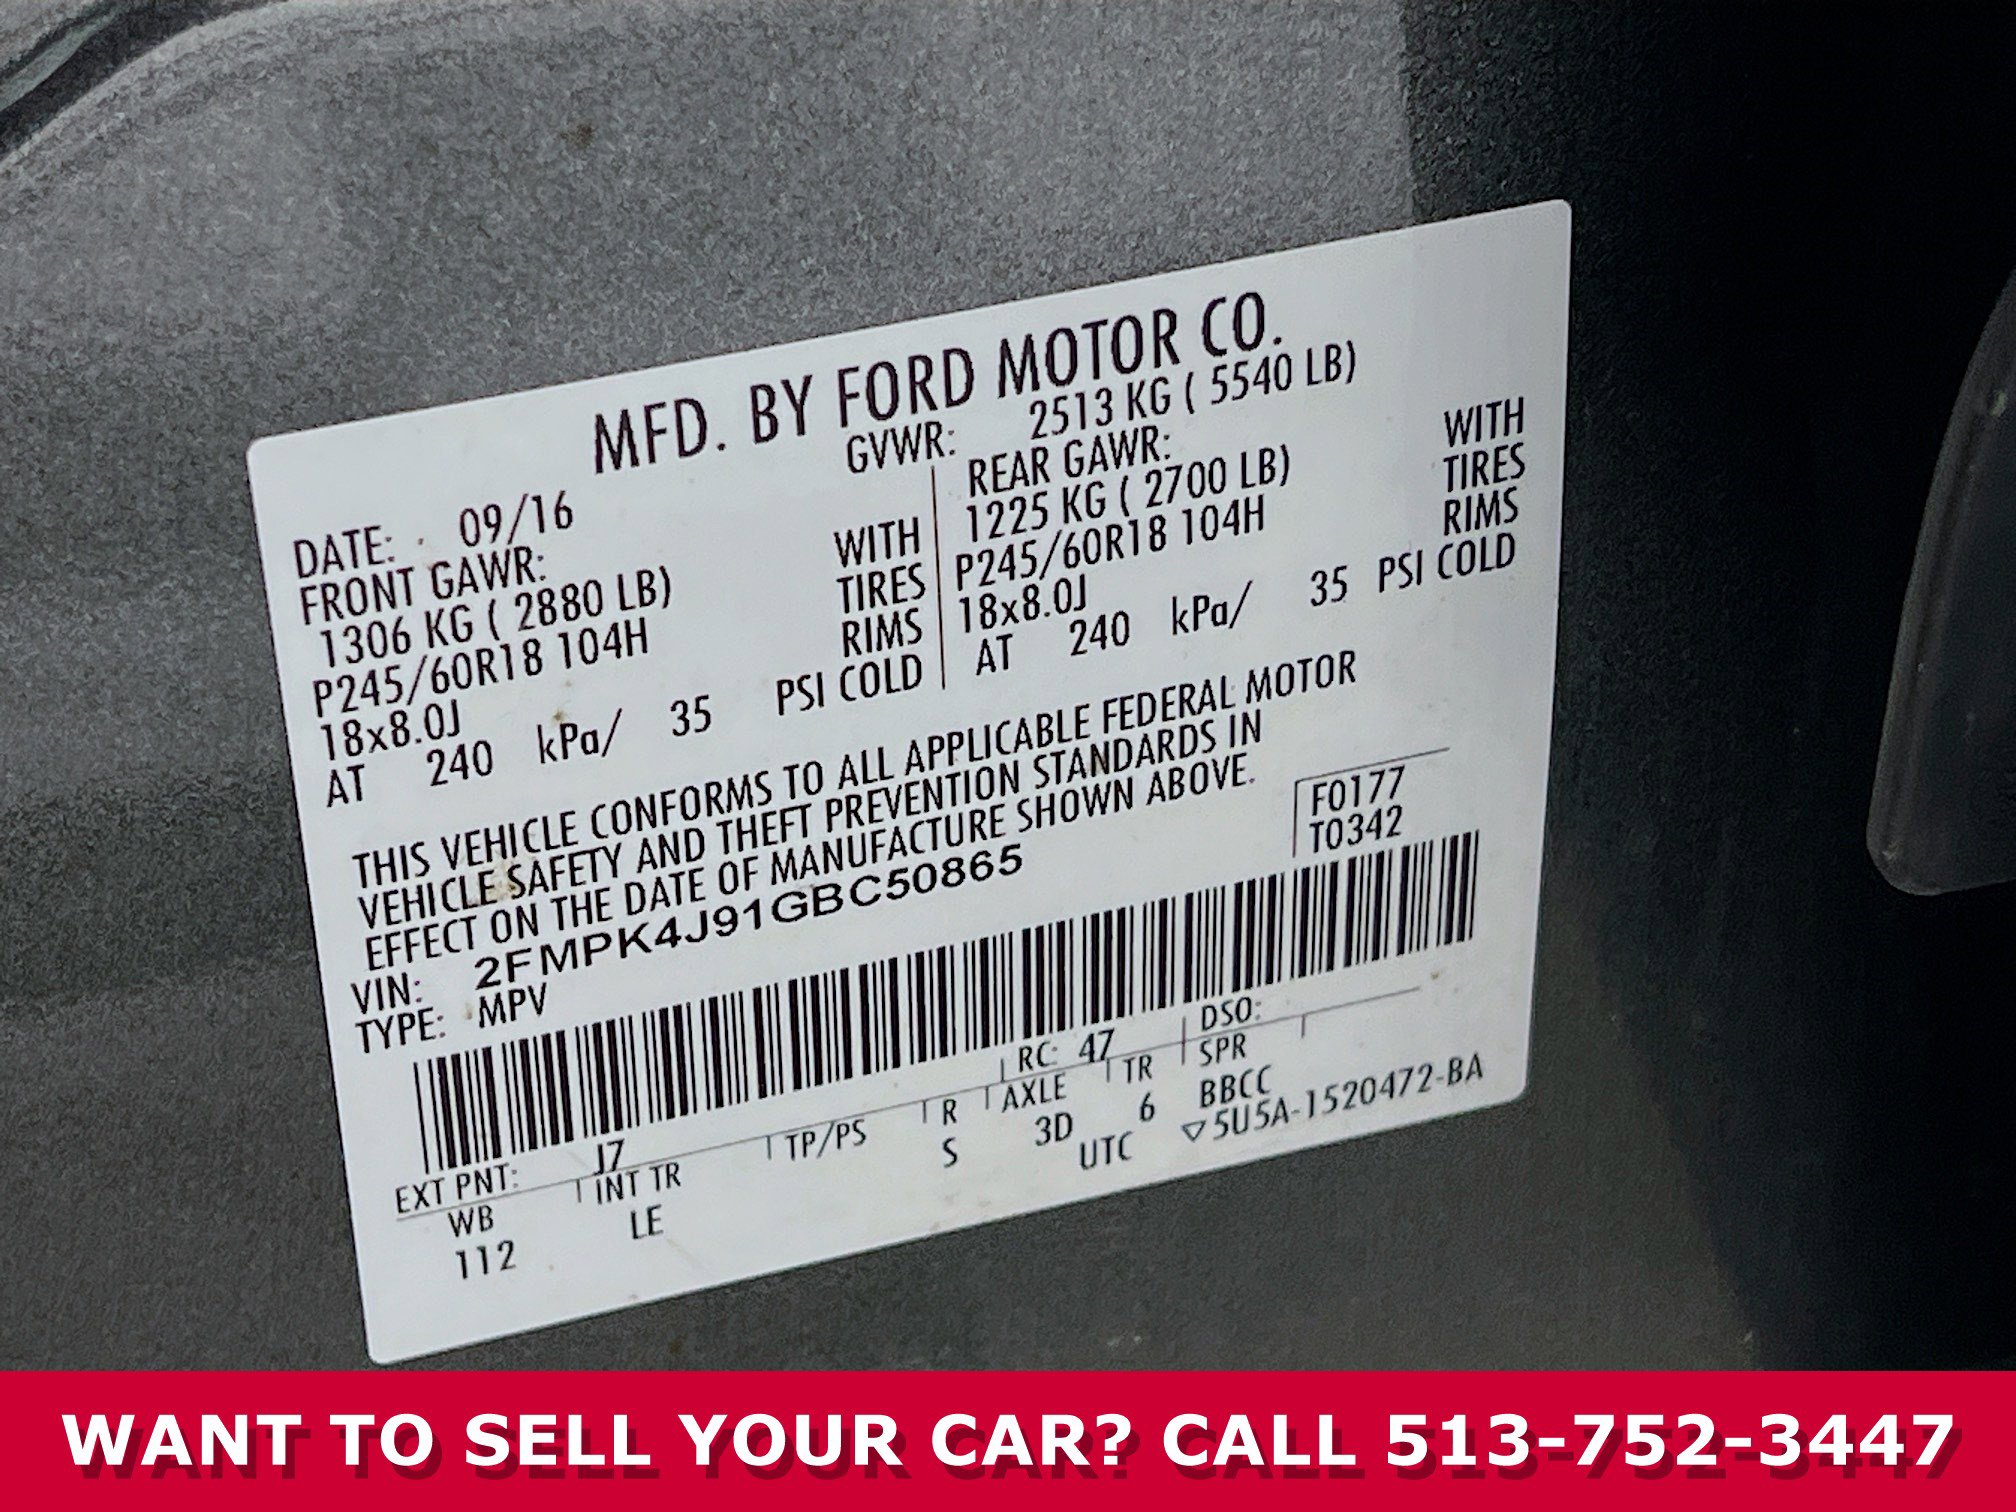 MFD. BY FORD MOTOR CO.
DATE: 09/16 GVWR: 2513 KG ( 5540 LB)
FRONT GAWR: REAR GAWR:
1306 KG ( 2880 LB) WITH 1225 KG ( 2700 LB) WITH
P245/60R18 104H TIRES P245/60R18 104H TIRES
18x8.0J RIMS 18x8.0J RIMS
AT 240 kPa/ 35 PSI COLD AT 240 kPa/ 35 PSI COLD
THIS VEHICLE CONFORMS TO ALL APPLICABLE FEDERAL MOTOR
VEHICLE SAFETY AND THEFT PREVENTION STANDARDS IN
EFFECT ON THE DATE OF MANUFACTURE SHOWN ABOVE.
F0177
T0342
VIN: 2FMPK4J91GBC50865
TYPE: MPV
EXT PNT: J7 RC: 47 DSO:
WB INT TR TP/PS R AXLE TR SPR
112 LE S 3D 6 BBCC
UTC ▽5U5A-1520472-BA
WANT TO SELL YOUR CAR? CALL 513-752-3447